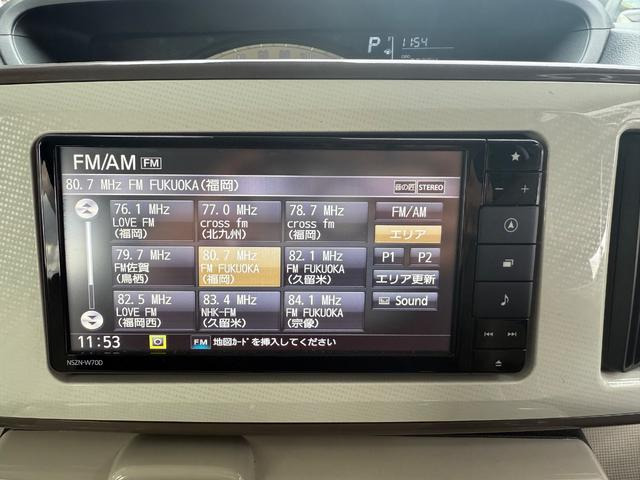 P 1154
FM/AM FM
80.7 MHz FM FUKUOKA(福岡) 音の匠 STEREO
76.1 MHz
LOVE FM
(福岡)
77.0 MHz
cross fm
(北九州)
78.7 MHz
cross fm
(福岡)
FM/AM
エリア
79.7 MHz
FM佐賀
(鳥栖)
80.7 MHz
FM FUKUOKA
(福岡)
82.1 MHz
FM FUKUOKA
(久留米)
P1 P2
エリア更新
82.5 MHz
LOVE FM
(福岡西)
83.4 MHz
NHK-FM
(久留米)
84.1 MHz
FM FUKUOKA
(宗像)
Sound
11:53 FM 地図ｶｰﾄﾞを挿入してください
NSZN-W70D